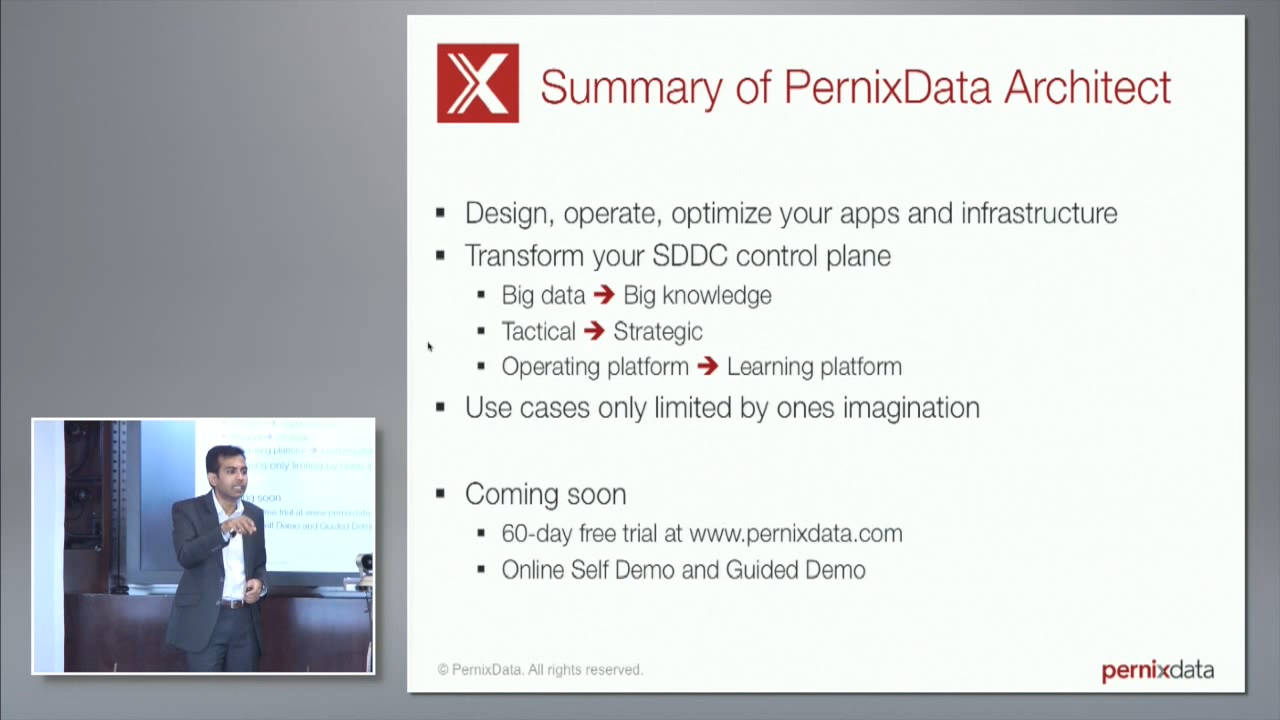 Summary of PernixData Architect
Design, operate, optimize your apps and infrastructure
Transform your SDDC control plane
Big data → Big knowledge
Tactical → Strategic
Operating platform → Learning platform
Use cases only limited by ones imagination
Coming soon
60-day free trial at www.pernixdata.com
Online Self Demo and Guided Demo
© PernixData. All rights reserved.
pernixdata